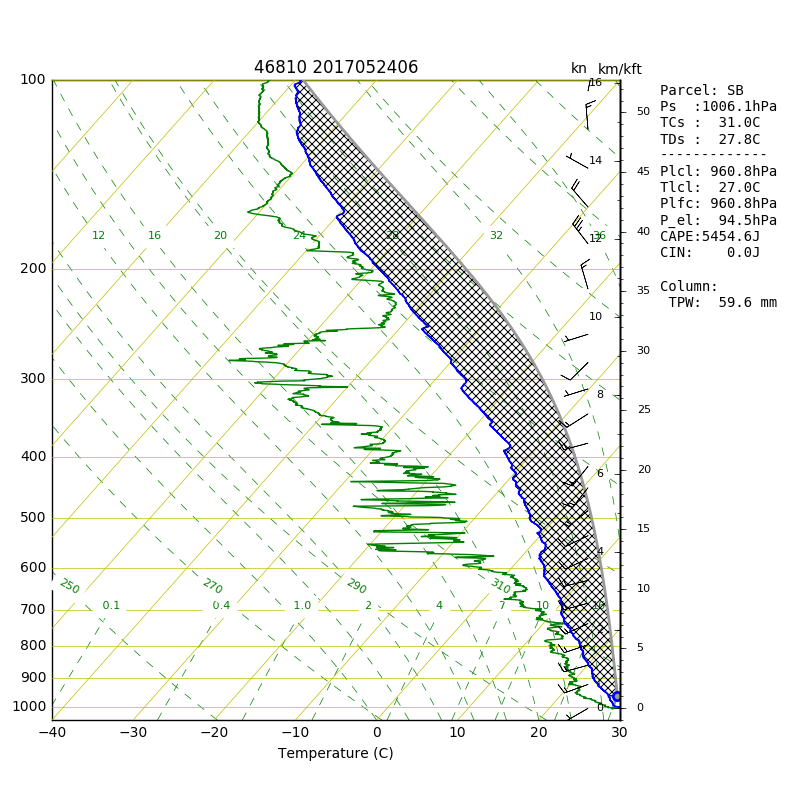 46810 2017052406
kn km/kft
100
200
300
400
500
600
700
800
900
1000
16
14
12
10
8
6
4
2
0
50
45
40
35
30
25
20
15
10
5
0
12 16 20 24 28 32 36
250 270 290 310
0.1 0.4 1.0 2 4 7 10
−40 −30 −20 −10 0 10 20 30
Temperature (C)
Parcel: SB
Ps :1006.1hPa
TCs : 31.0C
TDs : 27.8C
-------------
Plcl: 960.8hPa
Tlcl: 27.0C
Plfc: 960.8hPa
P_el: 94.5hPa
CAPE:5454.6J
CIN: 0.0J
Column:
TPW: 59.6 mm